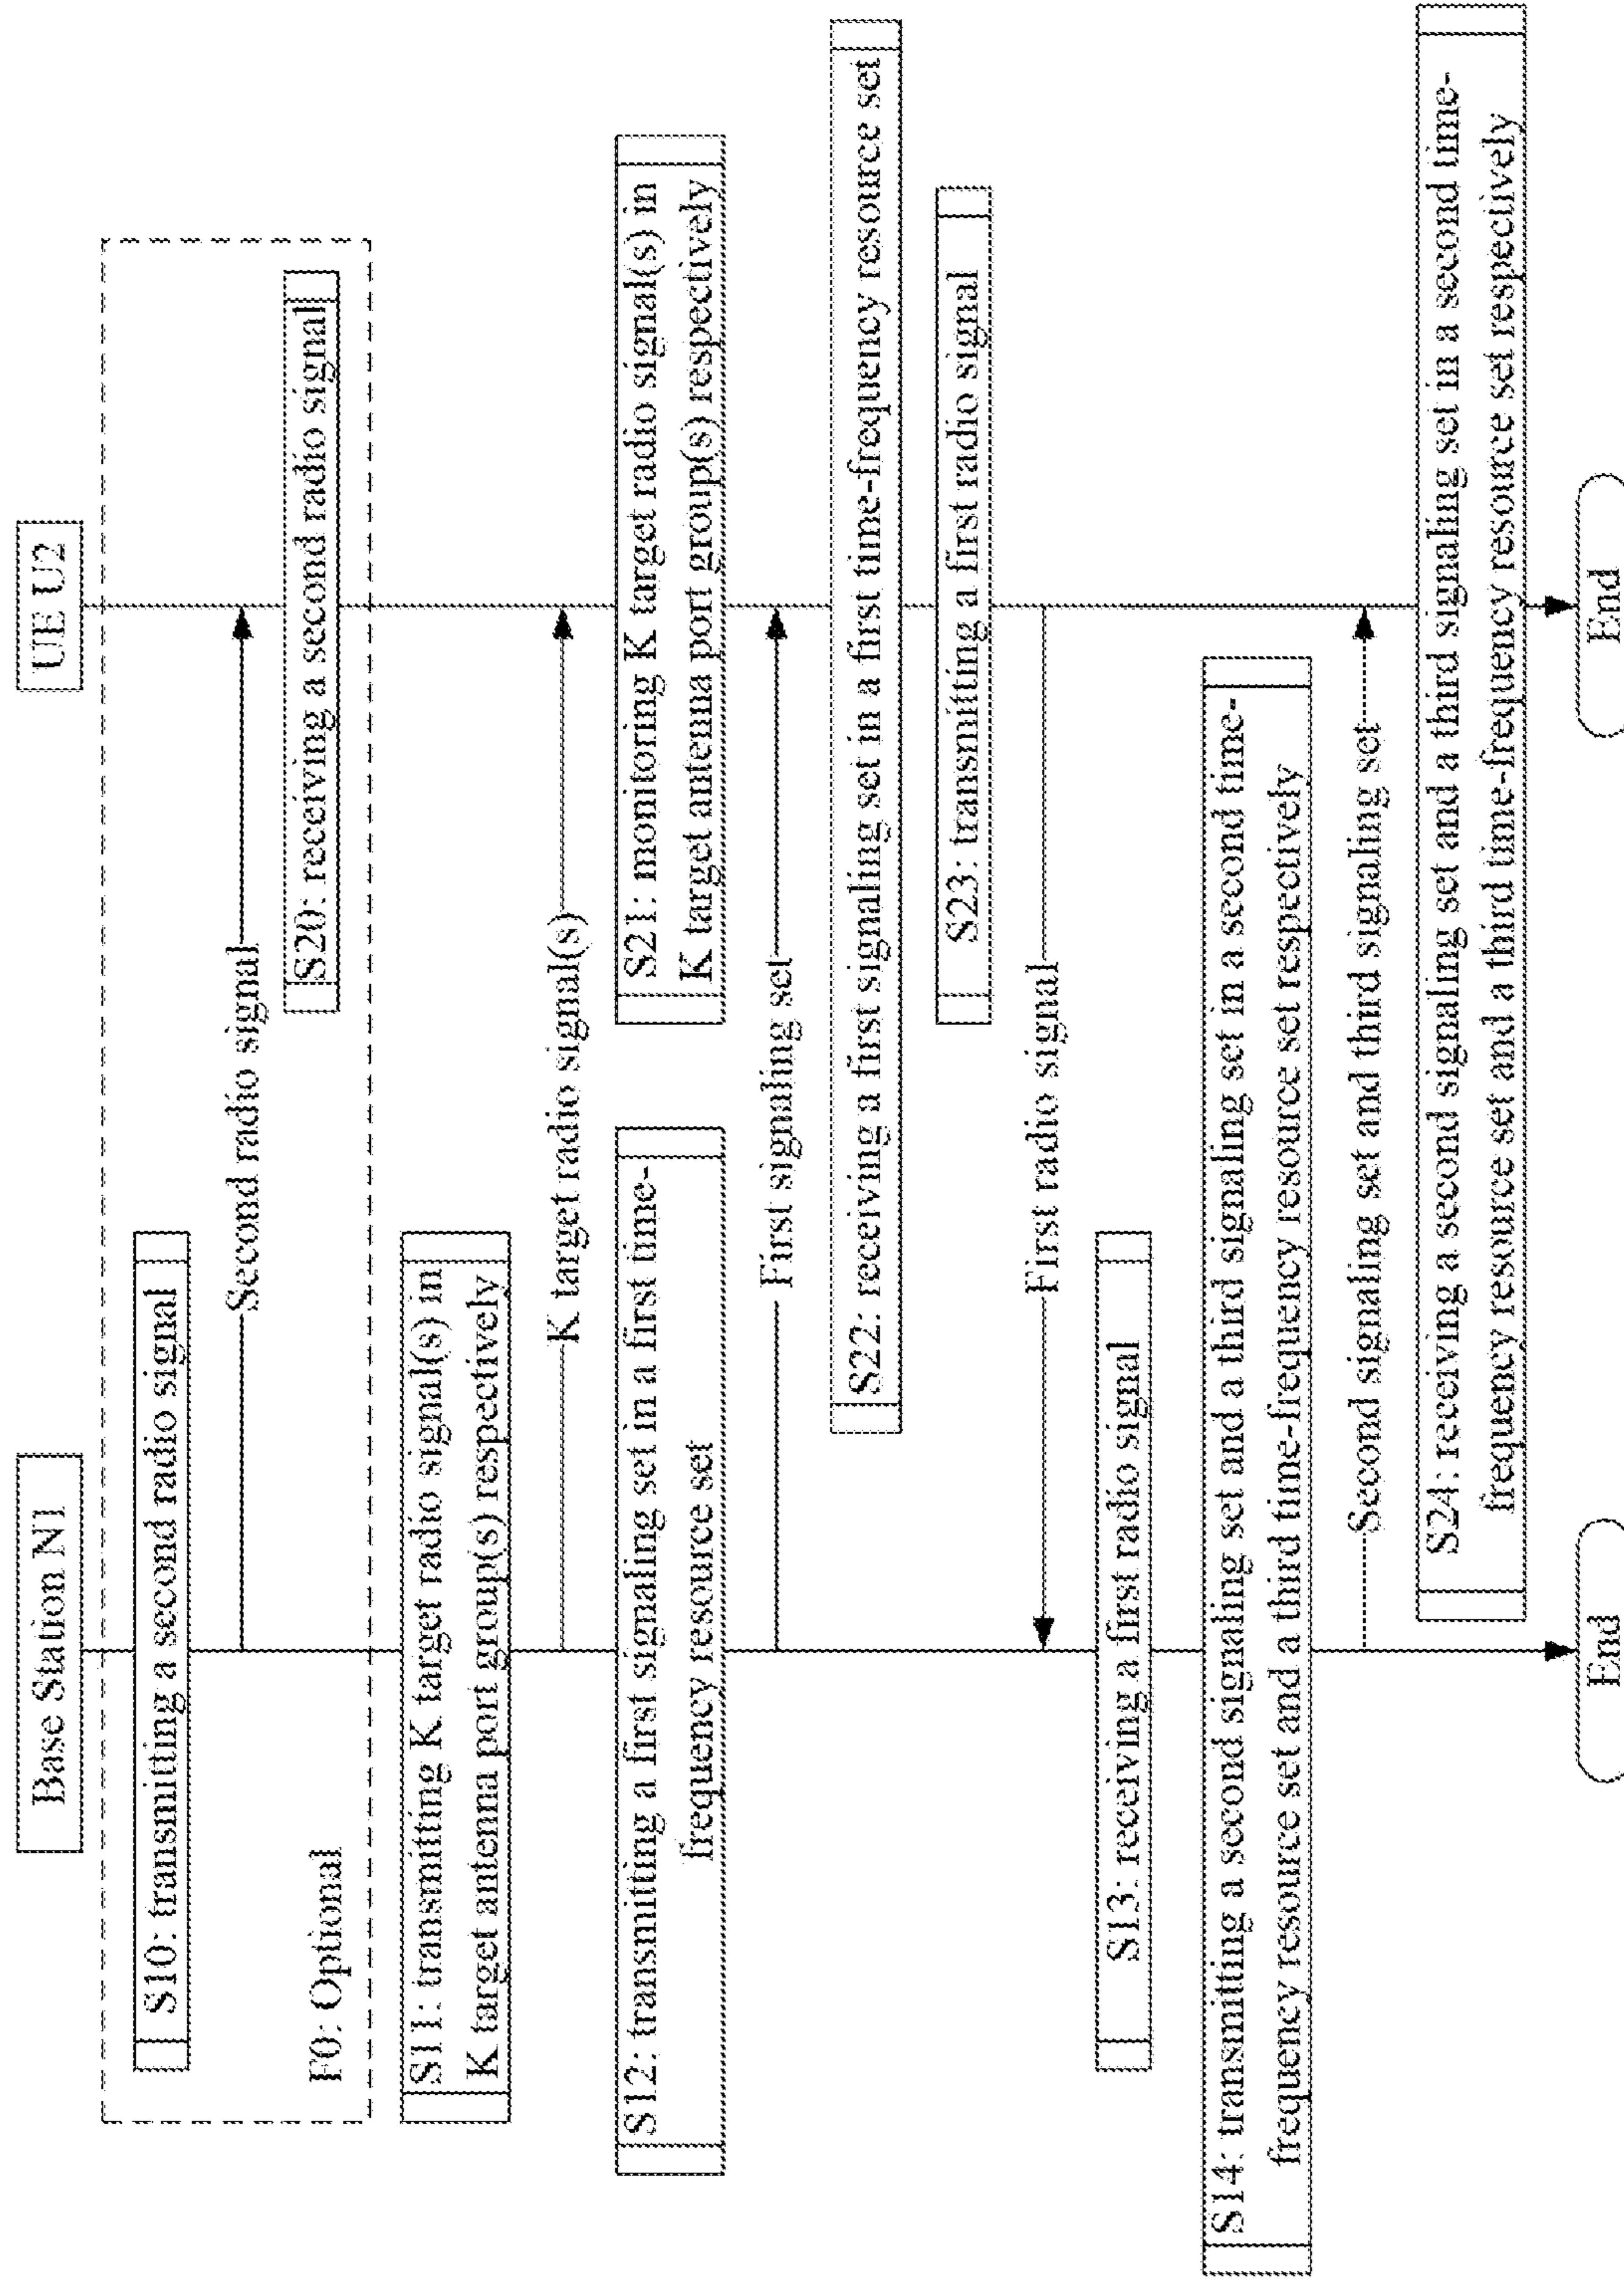 Base Station N1
UE U2
S10: transmitting a second radio signal
Second radio signal
S20: receiving a second radio signal
F0: Optional
S11: transmitting K target radio signal(s) in
K target antenna port group(s) respectively
K target radio signal(s)
S12: transmitting a first signaling set in a first time-
frequency resource set
S21: monitoring K target radio signal(s) in
K target antenna port group(s) respectively
First signaling set
S22: receiving a first signaling set in a first time-frequency resource set
S23: transmitting a first radio signal
First radio signal
S13: receiving a first radio signal
S14: transmitting a second signaling set and a third signaling set in a second time-
frequency resource set and a third time-frequency resource set respectively
Second signaling set and third signaling set
S24: receiving a second signaling set and a third signaling set in a second time-
frequency resource set and a third time-frequency resource set respectively
End
End